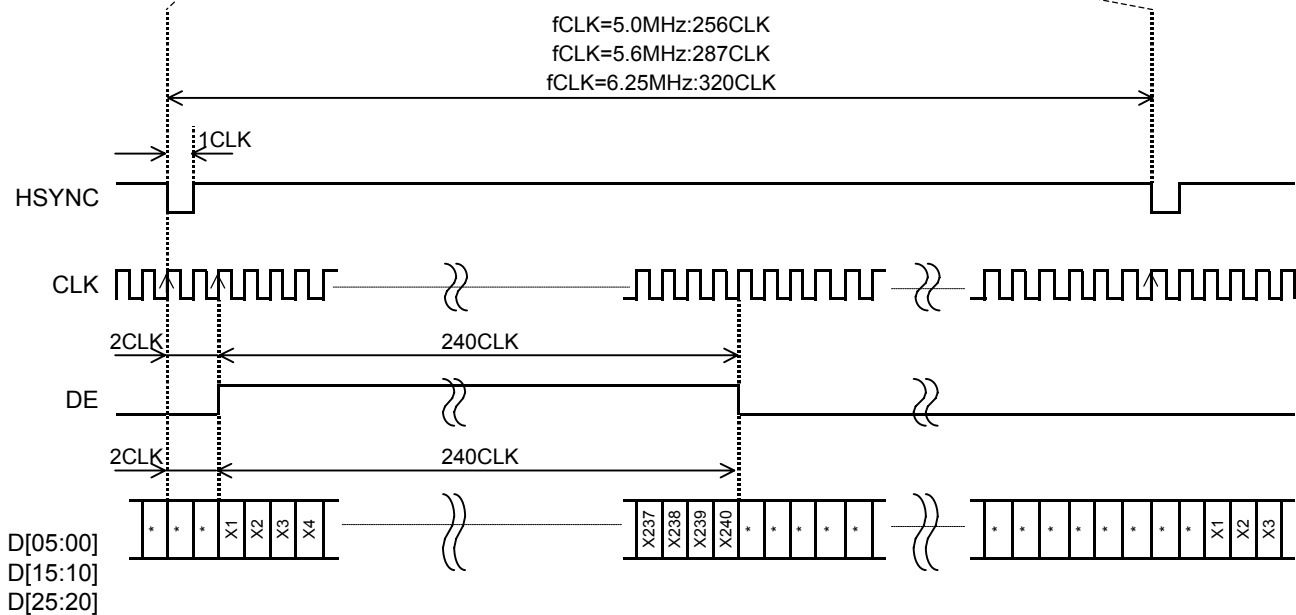 fCLK=5.0MHz:256CLK
fCLK=5.6MHz:287CLK
fCLK=6.25MHz:320CLK
1CLK
HSYNC
CLK
2CLK 240CLK
DE
2CLK 240CLK
* * * X1 X2 X3 X4 X237 X238 X239 X240 * * * * * * * * * * * * * * X1 X2 X3
D[05:00]
D[15:10]
D[25:20]